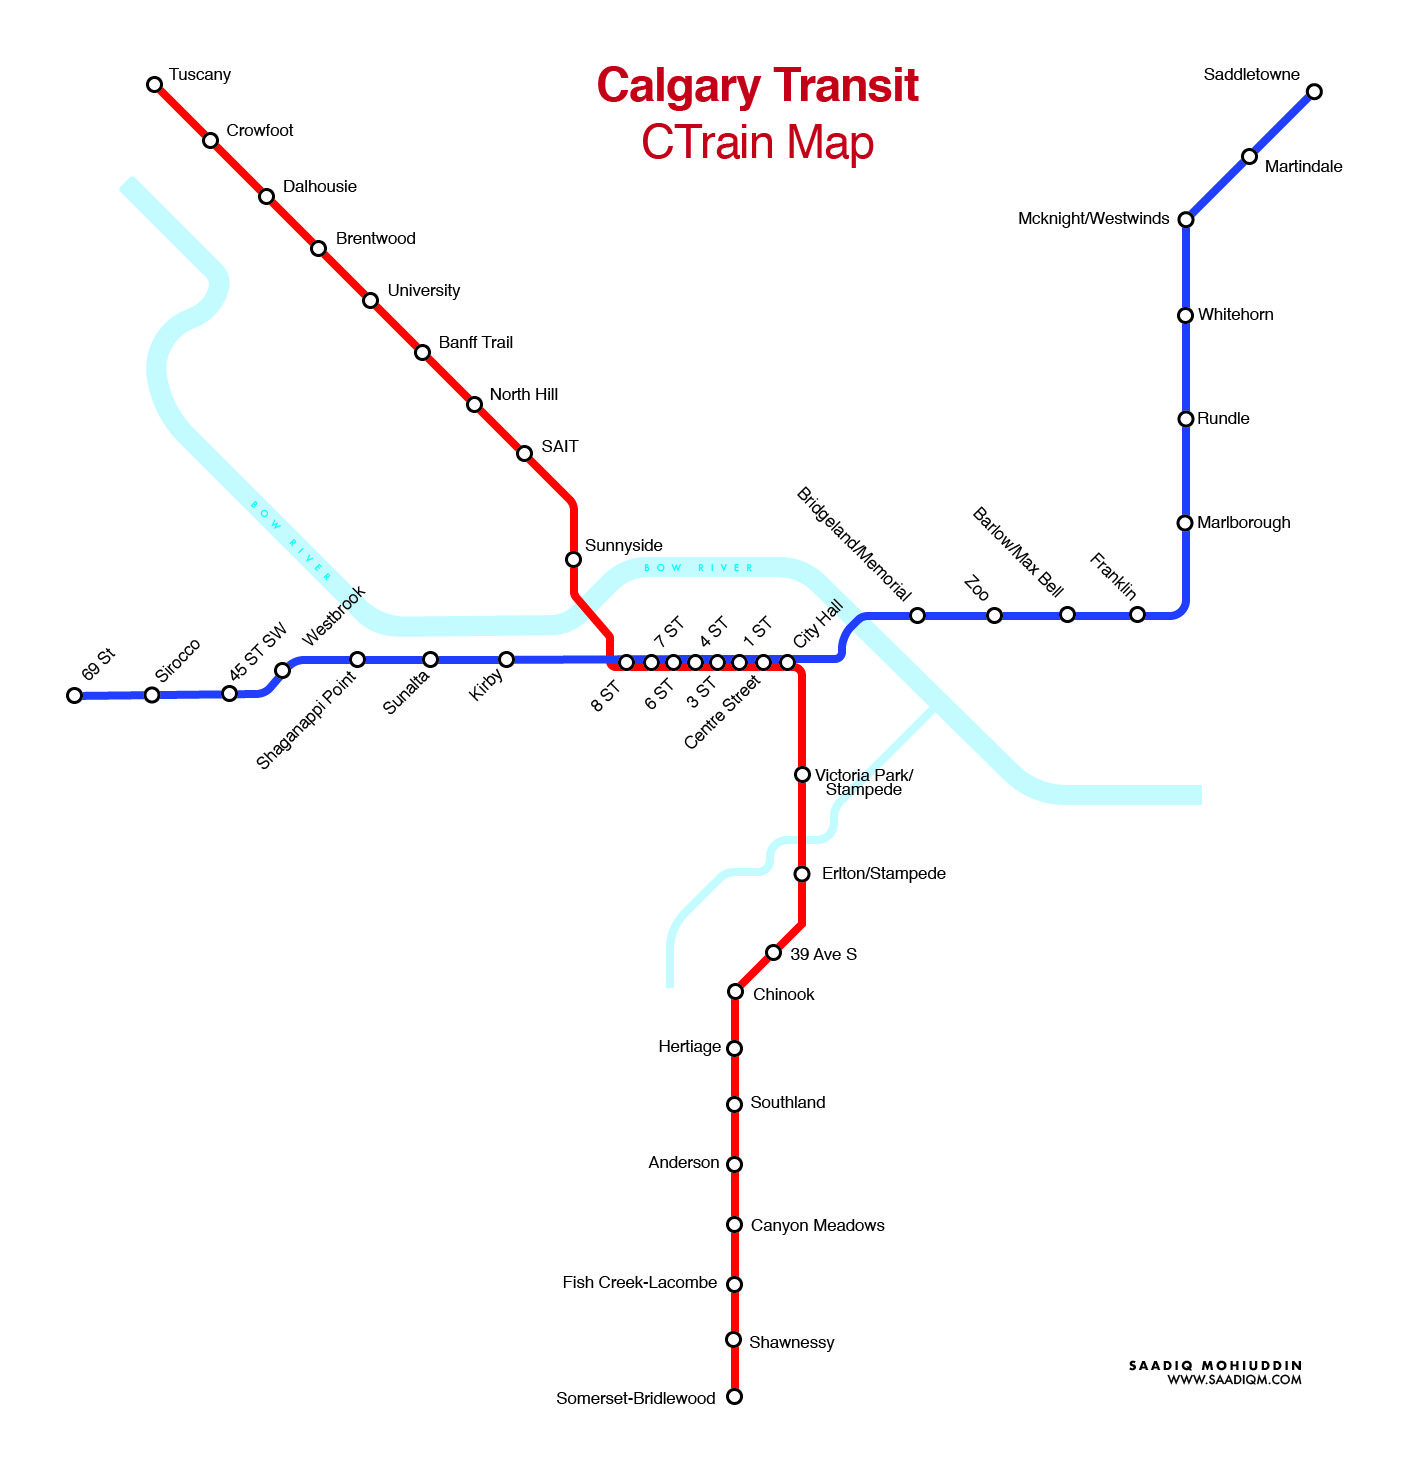 Calgary Transit
CTrain Map
Tuscany
Crowfoot
Dalhousie
Brentwood
University
Banff Trail
North Hill
SAIT
Sunnyside
Saddletowne
Martindale
Mcknight/Westwinds
Whitehorn
Rundle
Marlborough
Franklin
Barlow/Max Bell
Zoo
Bridgeland/Memorial
BOW RIVER
BOW RIVER
69 St
Sirocco
45 ST SW
Westbrook
Shaganappi Point
Sunalta
Kirby
8 ST
7 ST
6 ST
4 ST
3 ST
1 ST
Centre Street
City Hall
Victoria Park/
Stampede
Erlton/Stampede
39 Ave S
Chinook
Hertiage
Southland
Anderson
Canyon Meadows
Fish Creek-Lacombe
Shawnessy
Somerset-Bridlewood
SAADIQ MOHIUDDIN
WWW.SAADIQM.COM